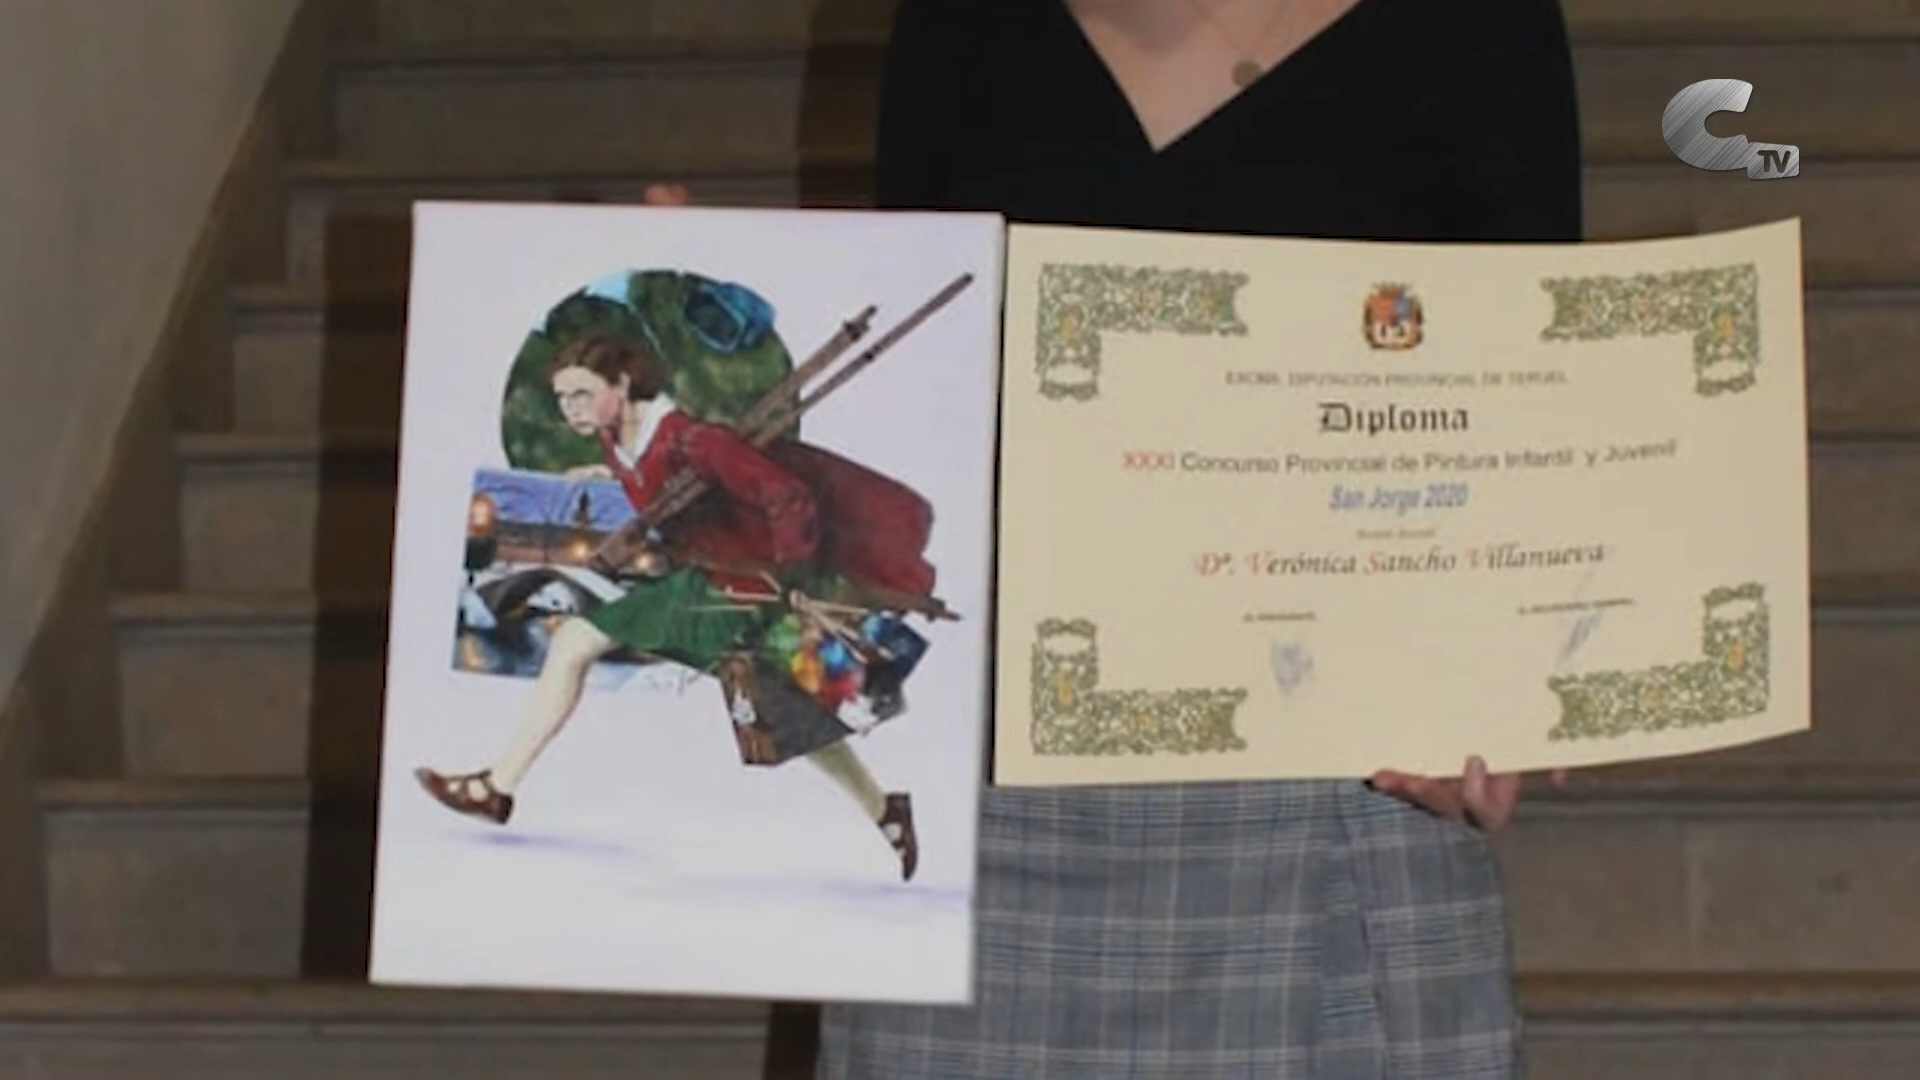 TV
EXCMA. DIPUTACIÓN PROVINCIAL DE TERUEL
Diploma
XXXI Concurso Provincial de Pintura Infantil y Juvenil
San Jorge 2020
Dª. Verónica Sancho Villanueva